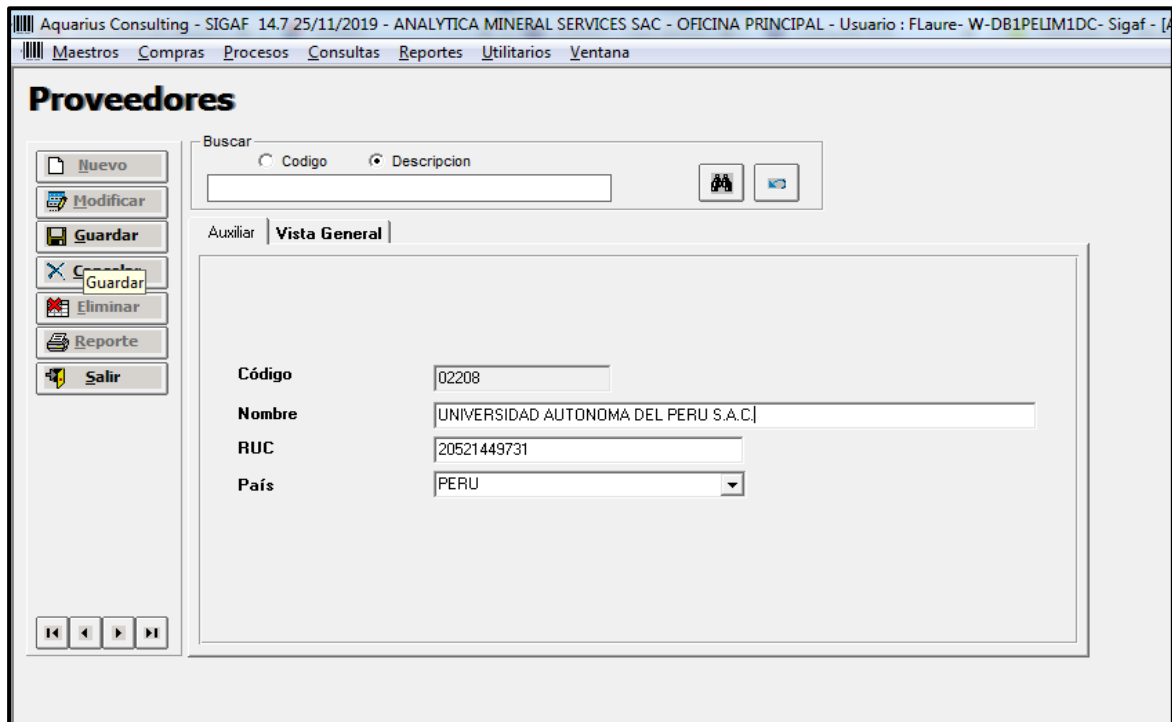 Aquarius Consulting - SIGAF 14.7 25/11/2019 - ANALYTICA MINERAL SERVICES SAC - OFICINA PRINCIPAL - Usuario : FLaure- W-DB1PELIM1DC- Sigaf - [
Maestros Compras Procesos Consultas Reportes Utilitarios Ventana
Proveedores
Buscar
Codigo Descripcion
Nuevo
Modificar
Guardar
Guardar
Eliminar
Reporte
Salir
Auxiliar Vista General
Código 02208
Nombre UNIVERSIDAD AUTONOMA DEL PERU S.A.C.
RUC 20521449731
País PERU